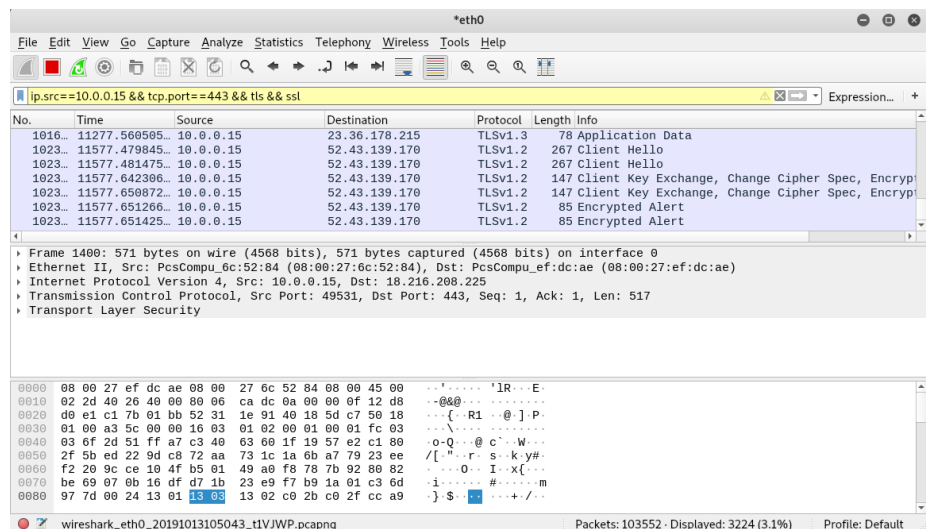 *eth0
File Edit View Go Capture Analyze Statistics Telephony Wireless Tools Help
ip.src==10.0.0.15 && tcp.port==443 && tls && ssl Expression... +
No. Time Source Destination Protocol Length Info
1016… 11277.560505… 10.0.0.15 23.36.178.215 TLSv1.3 78 Application Data
1023… 11577.479845… 10.0.0.15 52.43.139.170 TLSv1.2 267 Client Hello
1023… 11577.481475… 10.0.0.15 52.43.139.170 TLSv1.2 267 Client Hello
1023… 11577.642306… 10.0.0.15 52.43.139.170 TLSv1.2 147 Client Key Exchange, Change Cipher Spec, Encryp
1023… 11577.650872… 10.0.0.15 52.43.139.170 TLSv1.2 147 Client Key Exchange, Change Cipher Spec, Encryp
1023… 11577.651266… 10.0.0.15 52.43.139.170 TLSv1.2 85 Encrypted Alert
1023… 11577.651425… 10.0.0.15 52.43.139.170 TLSv1.2 85 Encrypted Alert
Frame 1400: 571 bytes on wire (4568 bits), 571 bytes captured (4568 bits) on interface 0
Ethernet II, Src: PcsCompu_6c:52:84 (08:00:27:6c:52:84), Dst: PcsCompu_ef:dc:ae (08:00:27:ef:dc:ae)
Internet Protocol Version 4, Src: 10.0.0.15, Dst: 18.216.208.225
Transmission Control Protocol, Src Port: 49531, Dst Port: 443, Seq: 1, Ack: 1, Len: 517
Transport Layer Security
0000 08 00 27 ef dc ae 08 00 27 6c 52 84 08 00 45 00 ··'····· 'lR···E·
0010 02 2d 40 26 40 00 80 06 ca dc 0a 00 00 0f 12 d8 ·-@&@··· ········
0020 d0 e1 c1 7b 01 bb 52 31 1e 91 40 18 5d c7 50 18 ···{··R1 ··@·]·P·
0030 01 00 a3 5c 00 00 16 03 01 02 00 01 00 01 fc 03 ···\···· ········
0040 03 6f 2d 51 ff a7 c3 40 63 60 1f 19 57 e2 c1 80 ·o-Q···@ c`··W···
0050 2f 5b ed 22 9d c8 72 aa 73 1c 1a 6b a7 79 23 ee /[·"··r· s··k·y#·
0060 f2 20 9c ce 10 4f b5 01 49 a0 f8 78 7b 92 80 82 · ···O·· I··x{···
0070 be 69 07 0b 16 df d7 1b 23 e9 f7 b9 1a 01 c3 6d ·i······ #······m
0080 97 7d 00 24 13 01 13 03 13 02 c0 2b c0 2f cc a9 ·}·$···· ···+·/··
wireshark_eth0_20191013105043_t1VJWP.pcapng Packets: 103552 · Displayed: 3224 (3.1%) Profile: Default